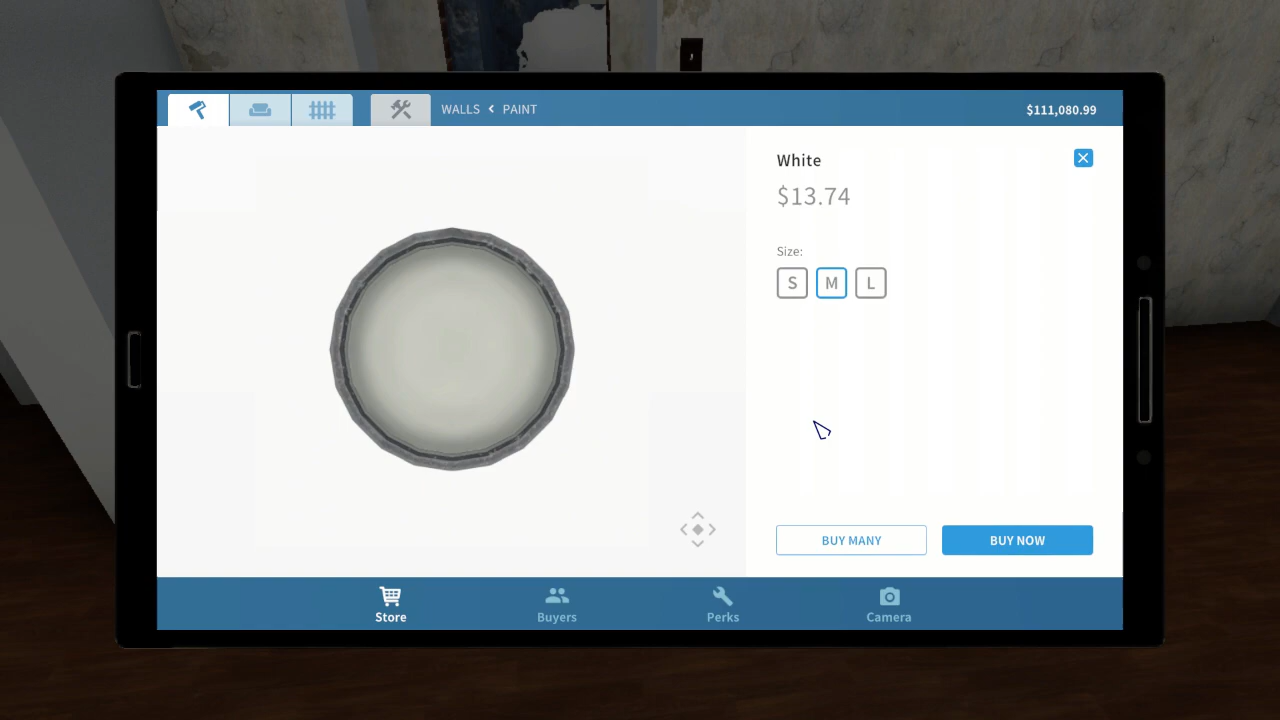 WALLS < PAINT
$111,080.99
White
$13.74
Size:
S M L
BUY MANY
BUY NOW
Store
Buyers
Perks
Camera